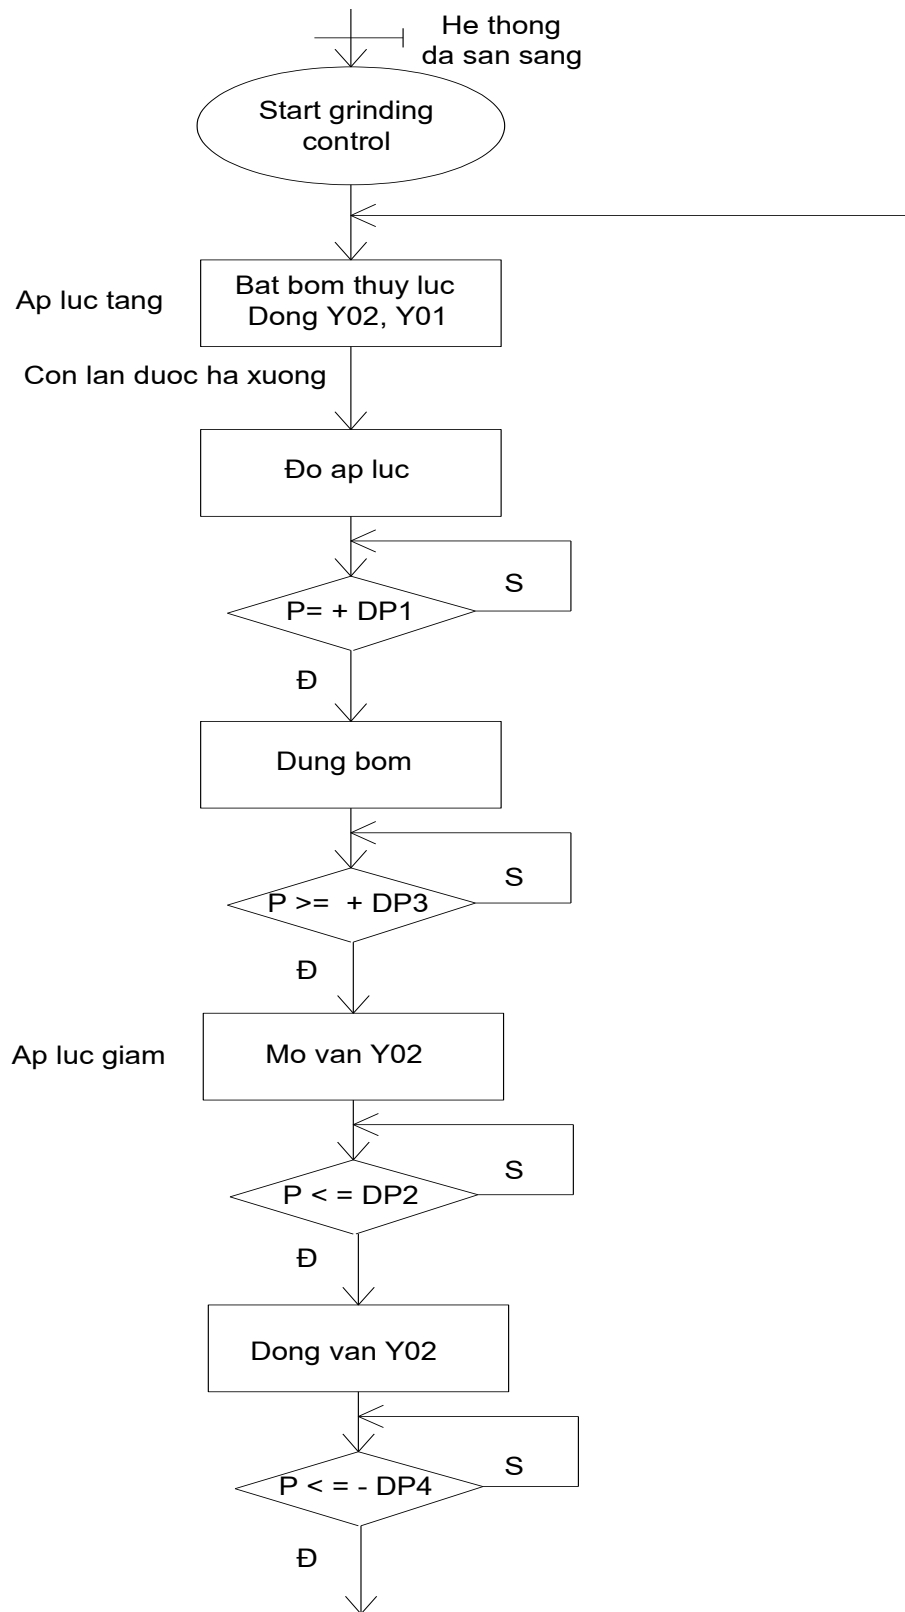 He thong
da san sang
Start grinding
control
Bat bom thuy luc
Dong Y02, Y01
Ap luc tang
Con lan duoc ha xuong
Đo ap luc
S
P= + DP1
Đ
Dung bom
S
P >= + DP3
Đ
Ap luc giam
Mo van Y02
S
P < = DP2
Đ
Dong van Y02
S
P < = - DP4
Đ